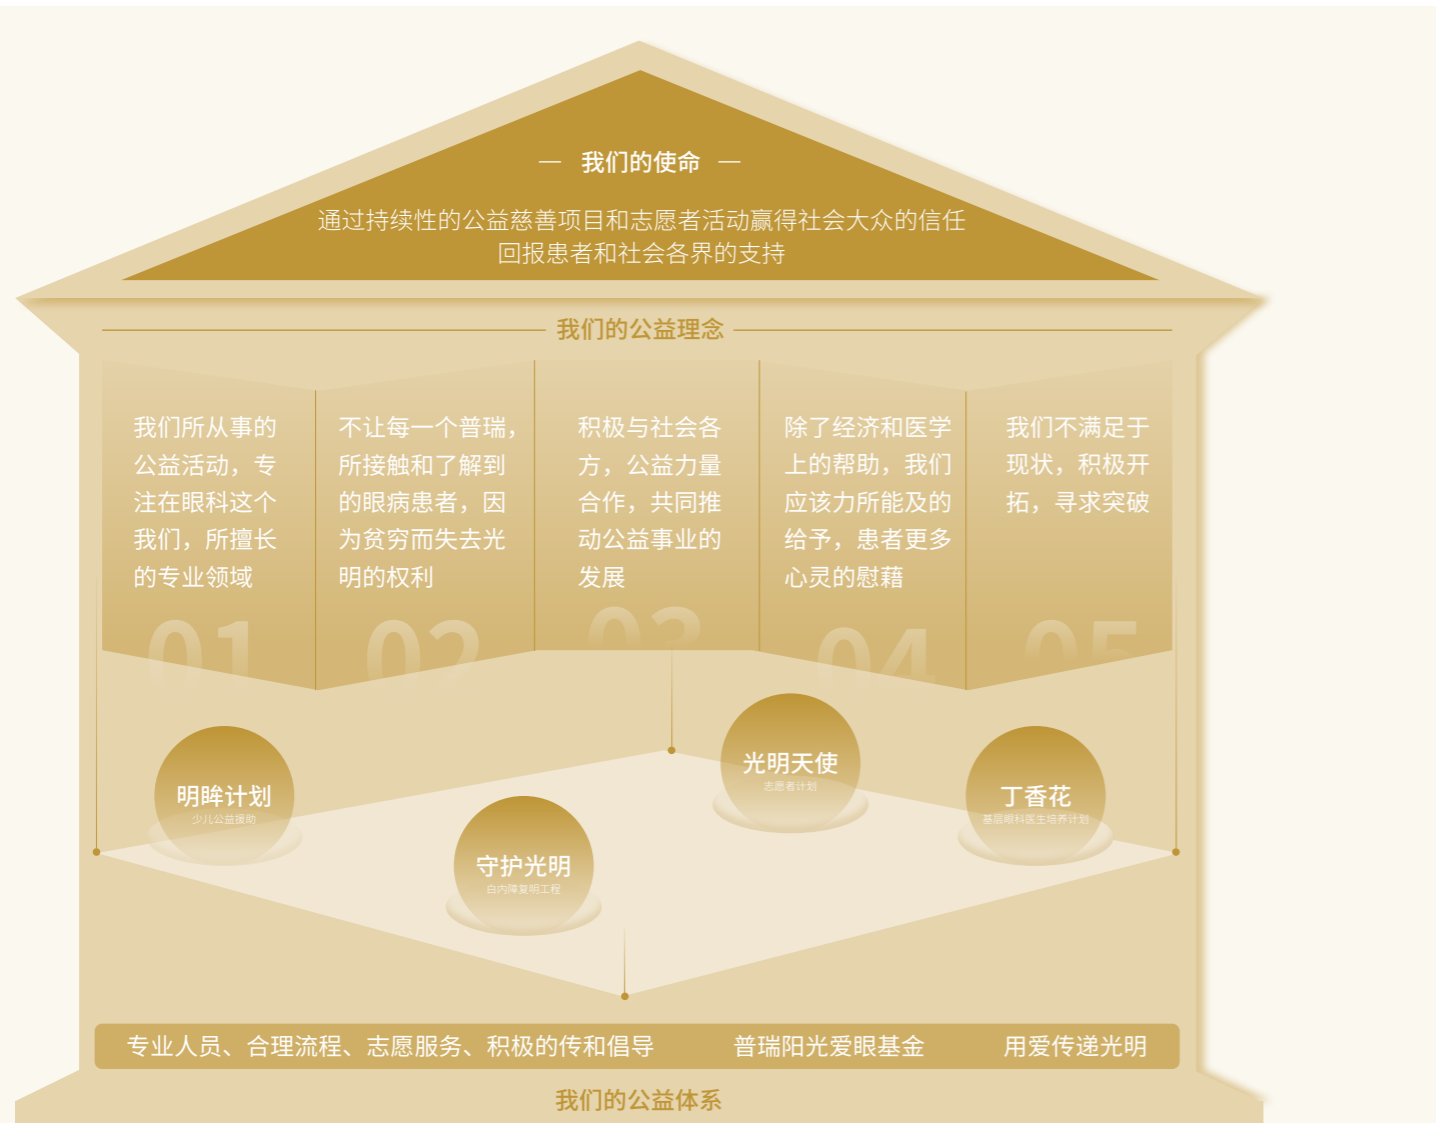 我们的使命
通过持续性的公益慈善项目和志愿者活动赢得社会大众的信任
回报患者和社会各界的支持
我们的公益理念
我们所从事的
公益活动，专
注在眼科这个
我们，所擅长
的专业领域
01
不让每一个普瑞，
所接触和了解到
的眼病患者，因
为贫穷而失去光
明的权利
02
积极与社会各
方，公益力量
合作，共同推
动公益事业的
发展
03
除了经济和医学
上的帮助，我们
应该力所能及的
给予，患者更多
心灵的慰藉
04
我们不满足于
现状，积极开
拓，寻求突破
05
明眸计划
少儿公益援助
守护光明
白内障复明工程
光明天使
志愿者计划
丁香花
基层眼科医生培养计划
专业人员、合理流程、志愿服务、积极的传和倡导
普瑞阳光爱眼基金
用爱传递光明
我们的公益体系